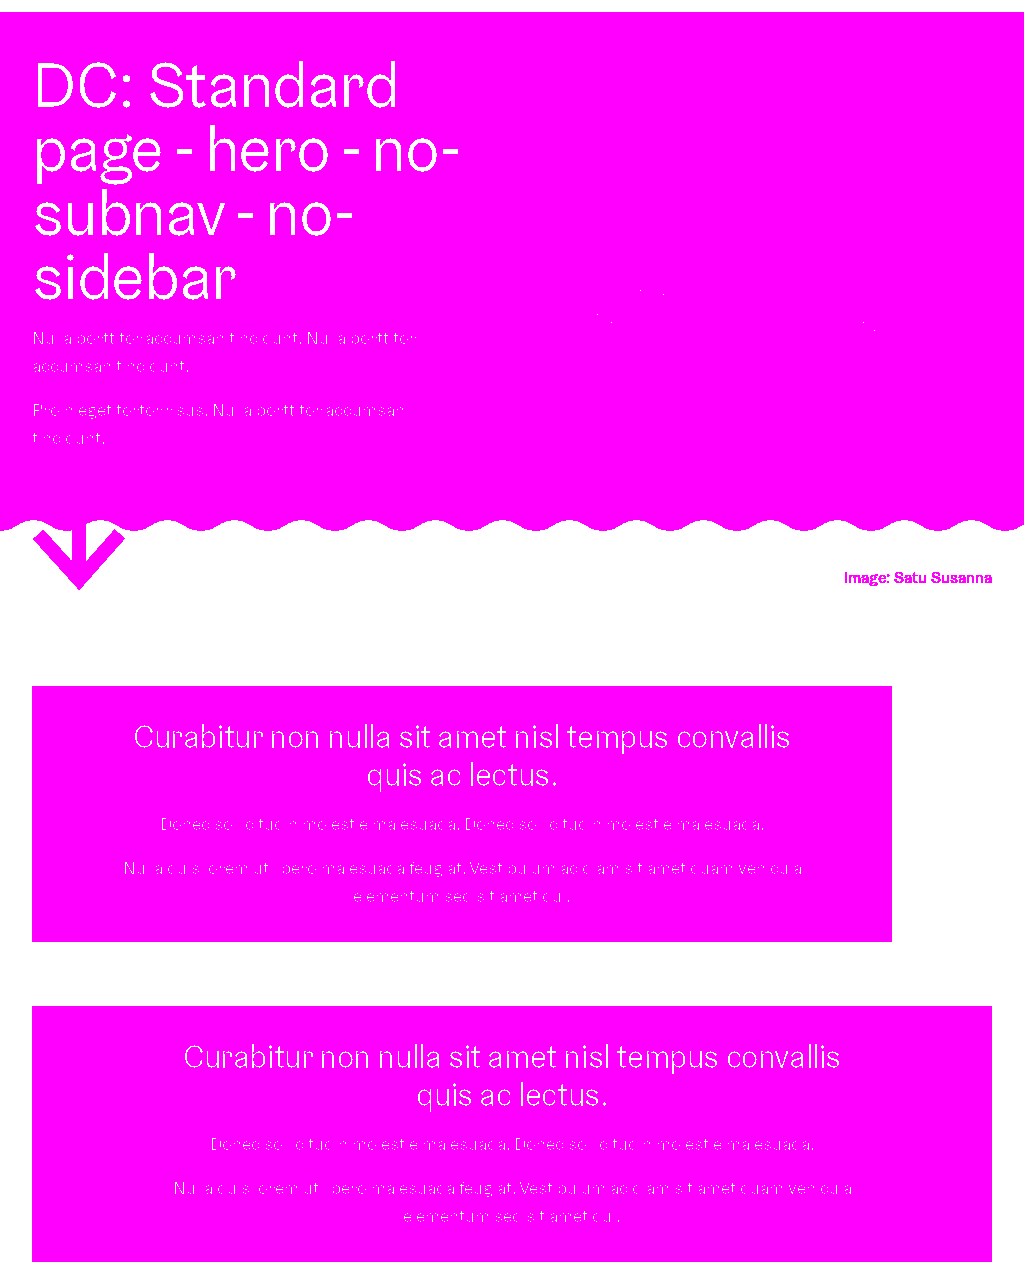 DC: Standard
page - hero - no-
subnav - no-
sidebar
Nulla porttitor accumsan tincidunt. Nulla porttitor
accumsan tincidunt.
Proin eget tortor risus. Nulla porttitor accumsan
tincidunt.
Image: Satu Susanna
Curabitur non nulla sit amet nisl tempus convallis
quis ac lectus.
Donec sollicitudin molestie malesuada. Donec sollicitudin molestie malesuada.
Nulla quis lorem ut libero malesuada feugiat. Vestibulum ac diam sit amet quam vehicula
elementum sed sit amet dui.
Curabitur non nulla sit amet nisl tempus convallis
quis ac lectus.
Donec sollicitudin molestie malesuada. Donec sollicitudin molestie malesuada.
Nulla quis lorem ut libero malesuada feugiat. Vestibulum ac diam sit amet quam vehicula
elementum sed sit amet dui.